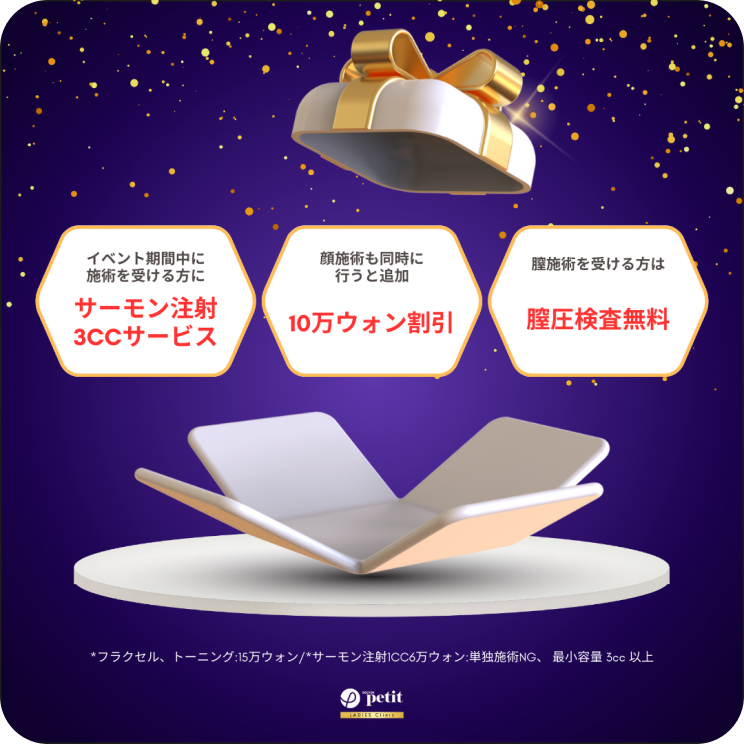 イベント期間中に
施術を受ける方に
サーモン注射
3CCサービス
顔施術も同時に
行うと追加
10万ウォン割引
膣施術を受ける方は
膣圧検査無料
*フラクセル、トーニング:15万ウォン/*サーモン注射1CC6万ウォン:単独施術NG、 最小容量 3cc 以上
DOCTOR
petit
LADIES Clinic